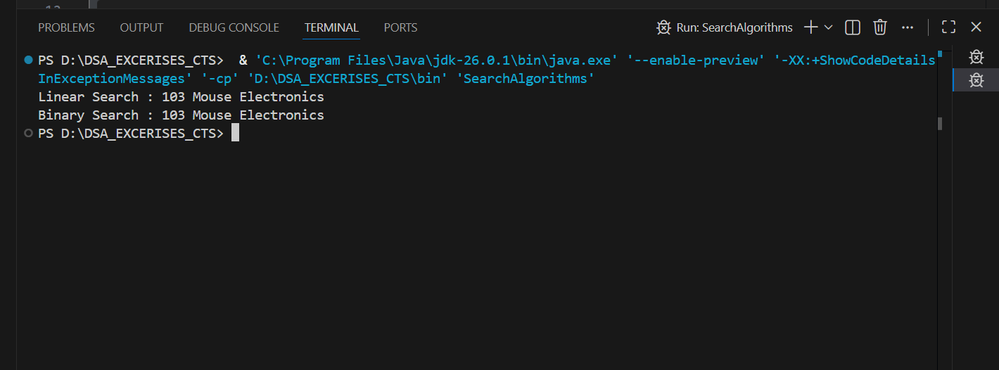 PROBLEMS OUTPUT DEBUG CONSOLE TERMINAL PORTS Run: SearchAlgorithms
PS D:\DSA_EXCERISES_CTS>  & 'C:\Program Files\Java\jdk-26.0.1\bin\java.exe' '--enable-preview' '-XX:+ShowCodeDetails
InExceptionMessages' '-cp' 'D:\DSA_EXCERISES_CTS\bin' 'SearchAlgorithms'
Linear Search : 103 Mouse Electronics
Binary Search : 103 Mouse Electronics
PS D:\DSA_EXCERISES_CTS>